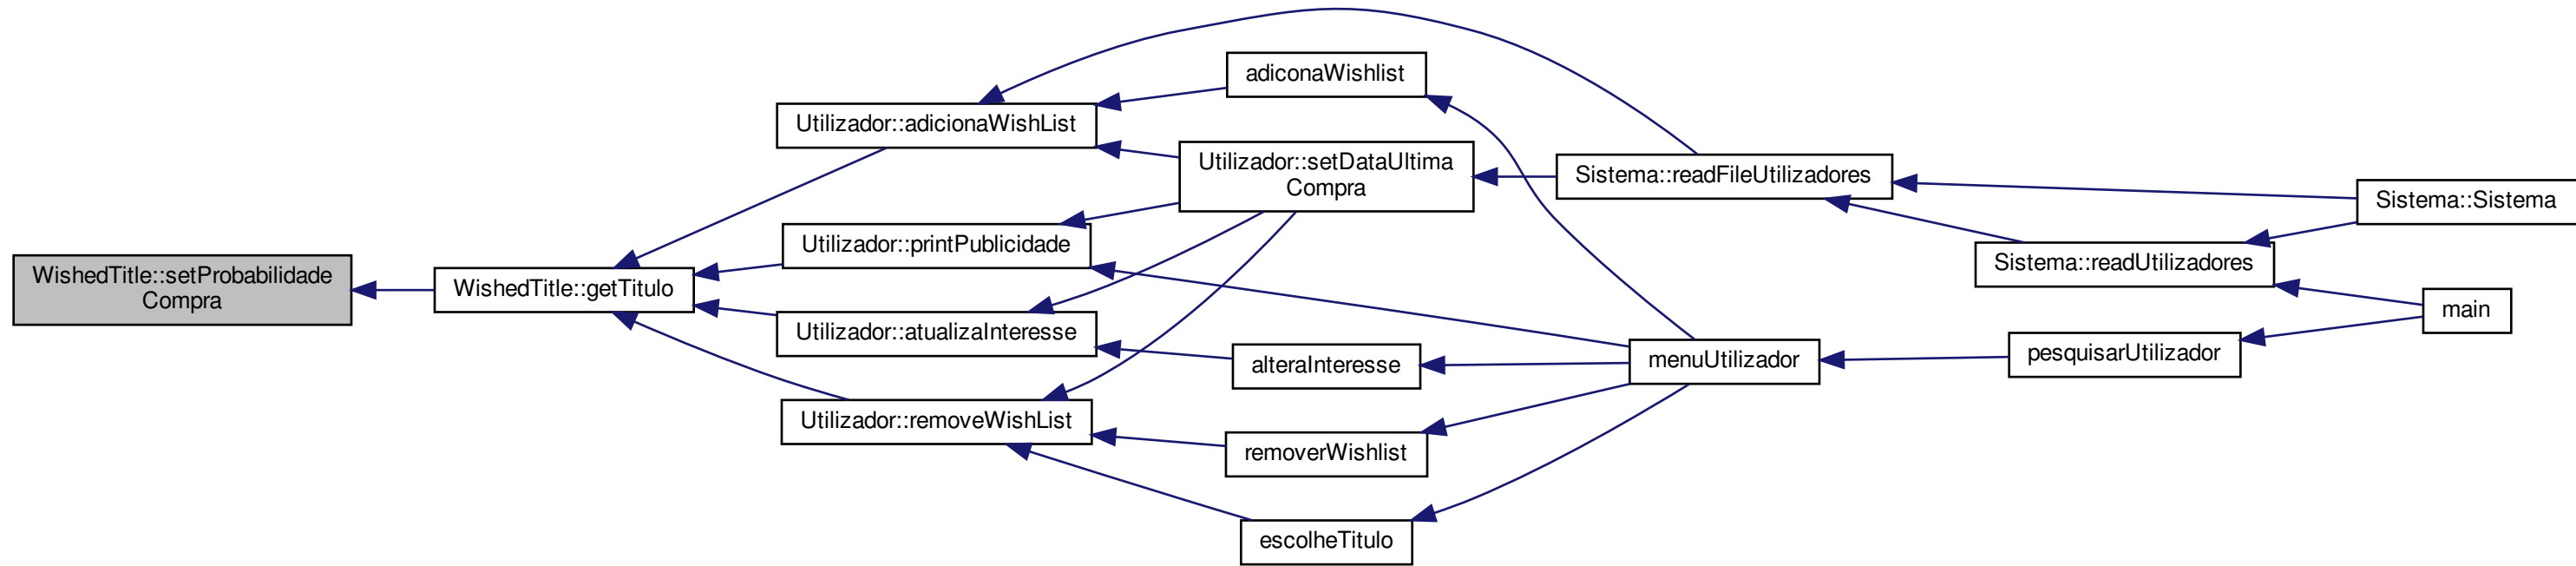 WishedTitle::setProbabilidade
Compra
WishedTitle::getTitulo
Utilizador::adicionaWishList
Utilizador::printPublicidade
Utilizador::atualizaInteresse
Utilizador::removeWishList
adiconaWishlist
Utilizador::setDataUltima
Compra
alteraInteresse
removerWishlist
escolheTitulo
Sistema::readFileUtilizadores
menuUtilizador
Sistema::readUtilizadores
pesquisarUtilizador
Sistema::Sistema
main